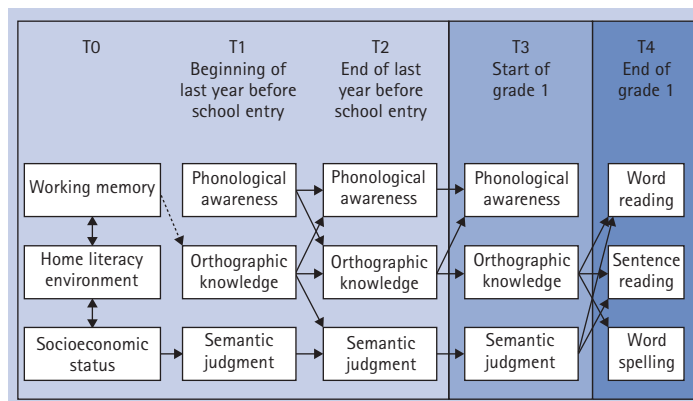 T0
T1
Beginning of
last year before
school entry
T2
End of last
year before
school entry
T3
Start of
grade 1
T4
End of
grade 1
Working memory
Phonological
awareness
Phonological
awareness
Phonological
awareness
Word
reading
Home literacy
environment
Orthographic
knowledge
Orthographic
knowledge
Orthographic
knowledge
Sentence
reading
Socioeconomic
status
Semantic
judgment
Semantic
judgment
Semantic
judgment
Word
spelling